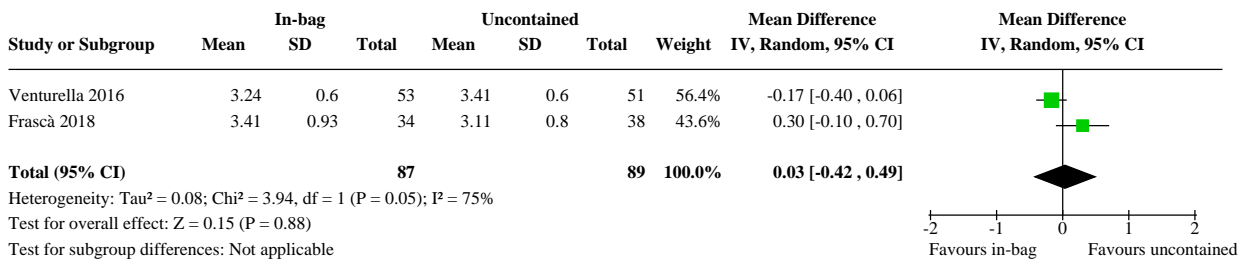 In-bag Uncontained Mean Difference Mean Difference
Study or Subgroup Mean SD Total Mean SD Total Weight IV, Random, 95% CI IV, Random, 95% CI
Venturella 2016 3.24 0.6 53 3.41 0.6 51 56.4% -0.17 [-0.40 , 0.06]
Frascà 2018 3.41 0.93 34 3.11 0.8 38 43.6% 0.30 [-0.10 , 0.70]
Total (95% CI) 87 89 100.0% 0.03 [-0.42 , 0.49]
Heterogeneity: Tau² = 0.08; Chi² = 3.94, df = 1 (P = 0.05); I² = 75%
Test for overall effect: Z = 0.15 (P = 0.88)
Test for subgroup differences: Not applicable
-2 -1 0 1 2
Favours in-bag Favours uncontained